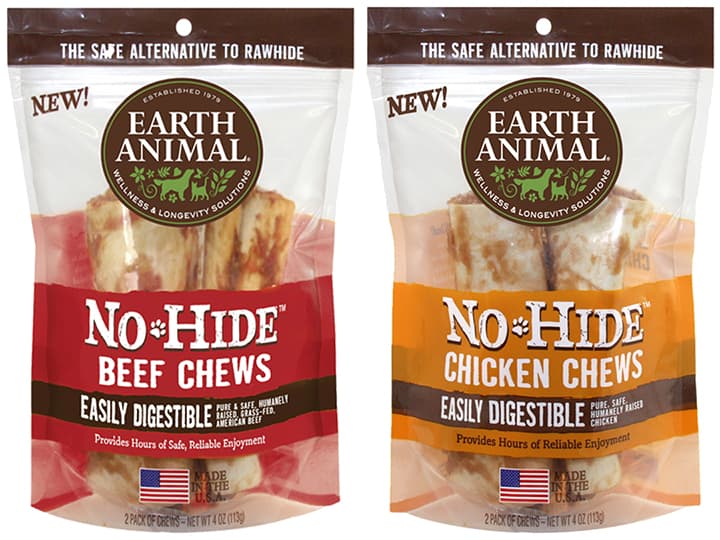 THE SAFE ALTERNATIVE TO RAWHIDE
NEW!
ESTABLISHED 1979
EARTH
ANIMAL®
WELLNESS & LONGEVITY SOLUTIONS
NO HIDE™
BEEF CHEWS
EASILY DIGESTIBLE
PURE & SAFE, HUMANELY
RAISED, GRASS-FED,
AMERICAN BEEF
Provides Hours of Safe, Reliable Enjoyment
MADE
IN THE
U.S.A.
2 PACK OF CHEWS – NET WT 4 OZ (113g)
THE SAFE ALTERNATIVE TO RAWHIDE
NEW!
ESTABLISHED 1979
EARTH
ANIMAL®
WELLNESS & LONGEVITY SOLUTIONS
NO HIDE™
CHICKEN CHEWS
EASILY DIGESTIBLE
PURE, SAFE,
HUMANELY RAISED
CHICKEN
Provides Hours of Reliable Enjoyment
MADE
IN THE
U.S.A.
2 PACK OF CHEWS – NET WT 4 OZ (113g)